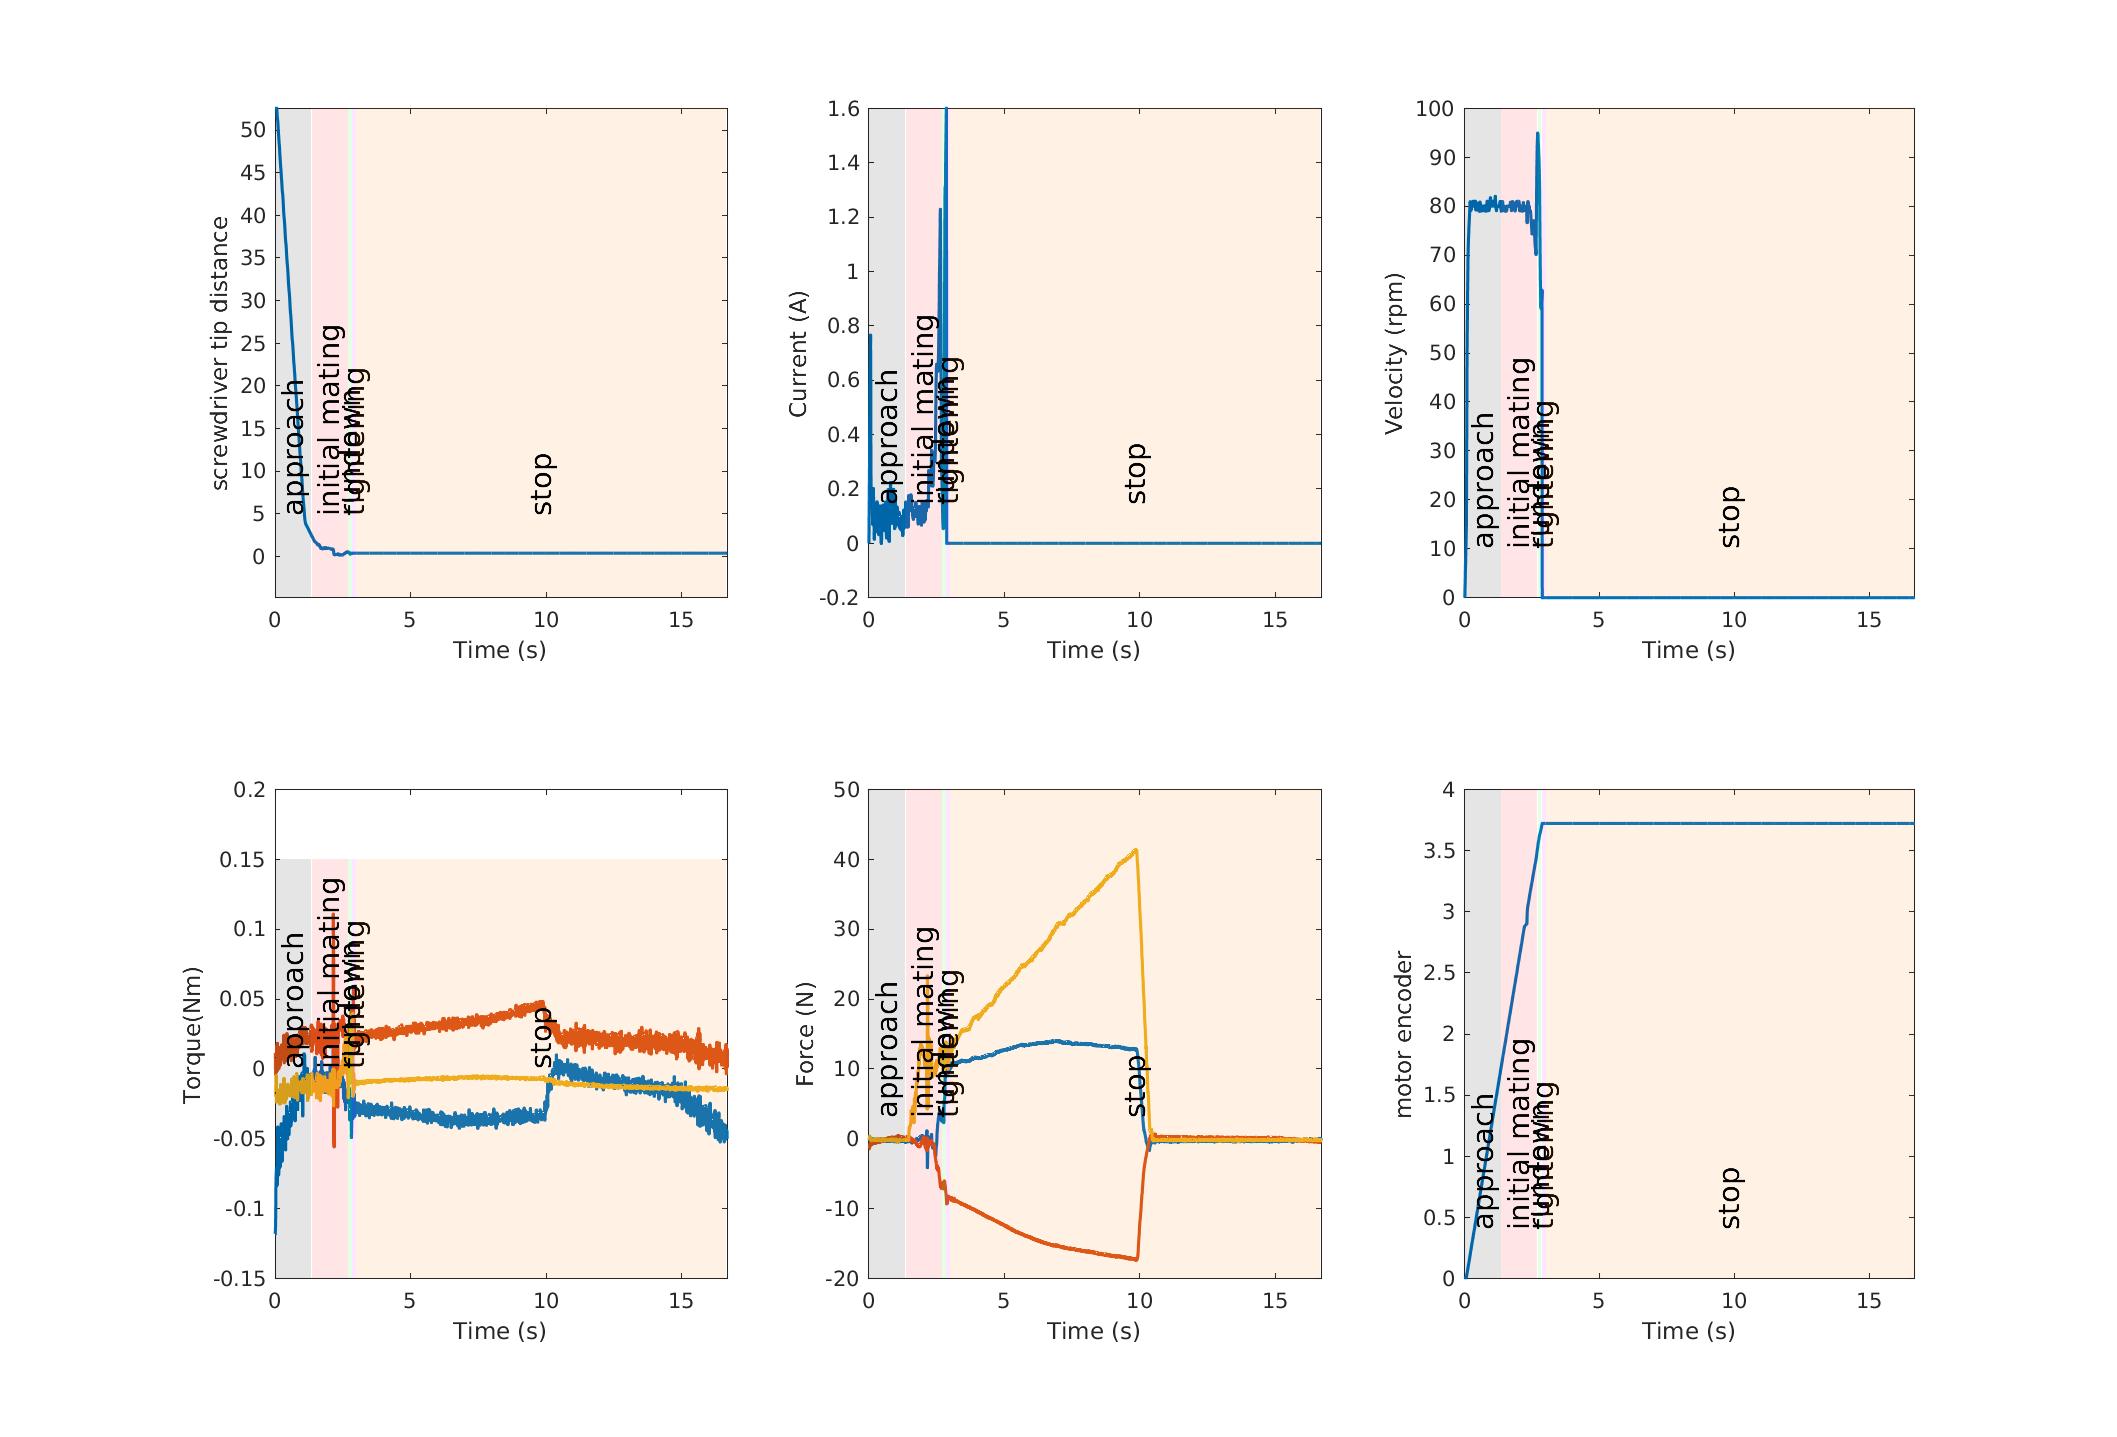 screwdriver tip distance
50
45
40
35
30
25
20
15
10
5
0
approach
initial mating
stop
0
5
10
15
Time (s)
Current (A)
1.6
1.4
1.2
1
0.8
0.6
0.4
0.2
0
-0.2
approach
initial mating
stop
0
5
10
15
Time (s)
Velocity (rpm)
100
90
80
70
60
50
40
30
20
10
0
approach
initial mating
stop
0
5
10
15
Time (s)
Torque(Nm)
0.2
0.15
0.1
0.05
0
-0.05
-0.1
-0.15
approach
initial mating
stop
0
5
10
15
Time (s)
Force (N)
50
40
30
20
10
0
-10
-20
approach
initial mating
stop
0
5
10
15
Time (s)
motor encoder
4
3.5
3
2.5
2
1.5
1
0.5
0
approach
initial mating
stop
0
5
10
15
Time (s)